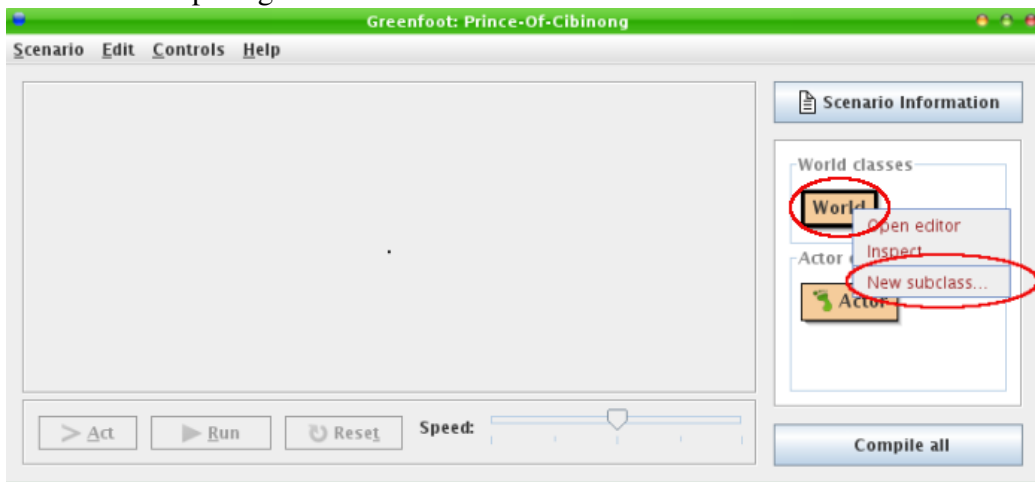 Greenfoot: Prince-Of-Cibinong
Scenario Edit Controls Help
Scenario Information
World classes
World
Open editor
Inspect
Actor
New subclass...
Actor
> Act Run Reset Speed:
Compile all